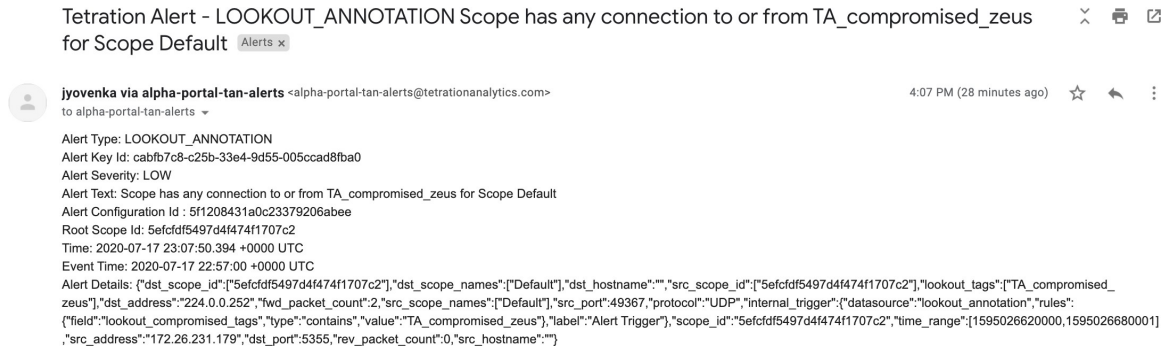 Tetration Alert - LOOKOUT_ANNOTATION Scope has any connection to or from TA_compromised_zeus
for Scope Default Alerts x
jyovenka via alpha-portal-tan-alerts <alpha-portal-tan-alerts@tetrationanalytics.com> 4:07 PM (28 minutes ago)
to alpha-portal-tan-alerts
Alert Type: LOOKOUT_ANNOTATION
Alert Key Id: cabfb7c8-c25b-33e4-9d55-005ccad8fba0
Alert Severity: LOW
Alert Text: Scope has any connection to or from TA_compromised_zeus for Scope Default
Alert Configuration Id : 5f1208431a0c23379206abee
Root Scope Id: 5efcfdf5497d4f474f1707c2
Time: 2020-07-17 23:07:50.394 +0000 UTC
Event Time: 2020-07-17 22:57:00 +0000 UTC
Alert Details: {"dst_scope_id":["5efcfdf5497d4f474f1707c2"],"dst_scope_names":["Default"],"dst_hostname":"","src_scope_id":["5efcfdf5497d4f474f1707c2"],"lookout_tags":["TA_compromised_
zeus"],"dst_address":"224.0.0.252","fwd_packet_count":2,"src_scope_names":["Default"],"src_port":49367,"protocol":"UDP","internal_trigger":{"datasource":"lookout_annotation","rules":
{"field":"lookout_compromised_tags","type":"contains","value":"TA_compromised_zeus"},"label":"Alert Trigger"},"scope_id":"5efcfdf5497d4f474f1707c2","time_range":[1595026620000,1595026680001]
,"src_address":"172.26.231.179","dst_port":5355,"rev_packet_count":0,"src_hostname":""}